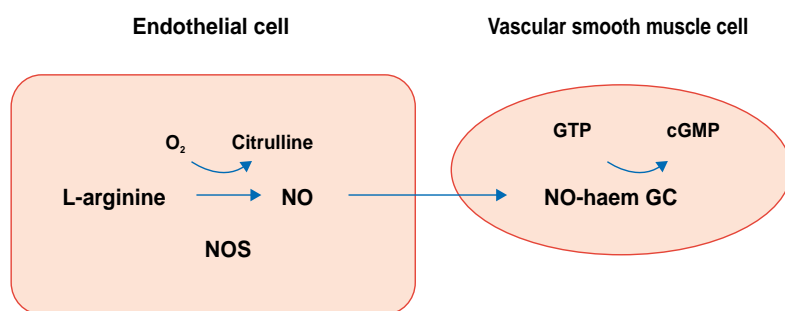 Endothelial cell
Vascular smooth muscle cell
O₂
Citrulline
L-arginine
NO
NOS
GTP
cGMP
NO-haem GC